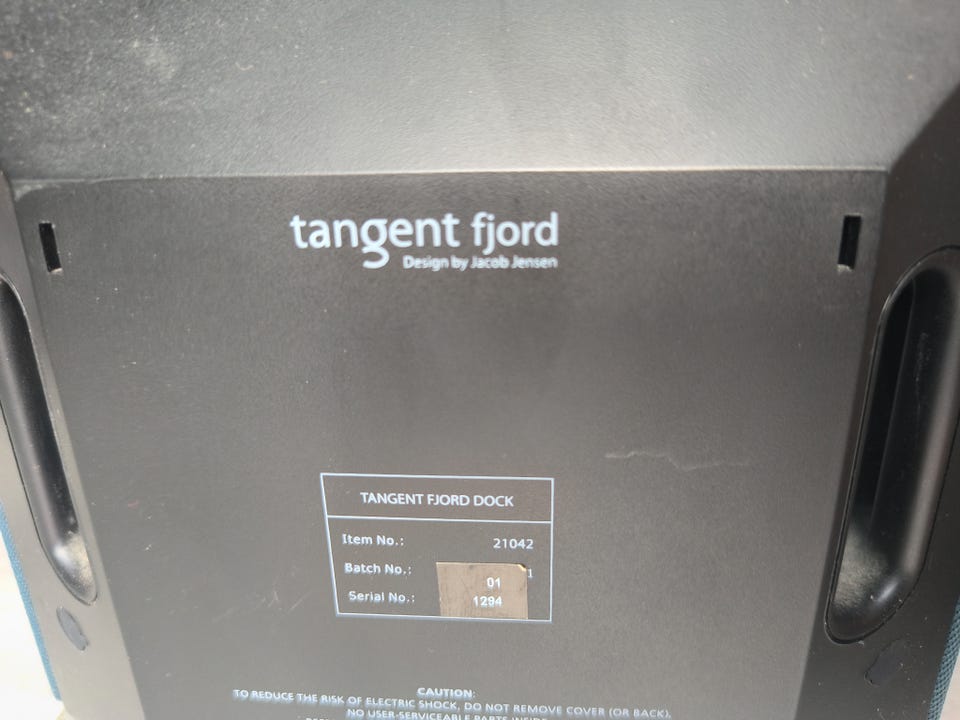 tangent fjord
Design by Jacob Jensen
TANGENT FJORD DOCK
Item No.: 21042
Batch No.: 01 1
Serial No.: 1294
CAUTION:
TO REDUCE THE RISK OF ELECTRIC SHOCK, DO NOT REMOVE COVER (OR BACK),
NO USER-SERVICEABLE PARTS INSIDE